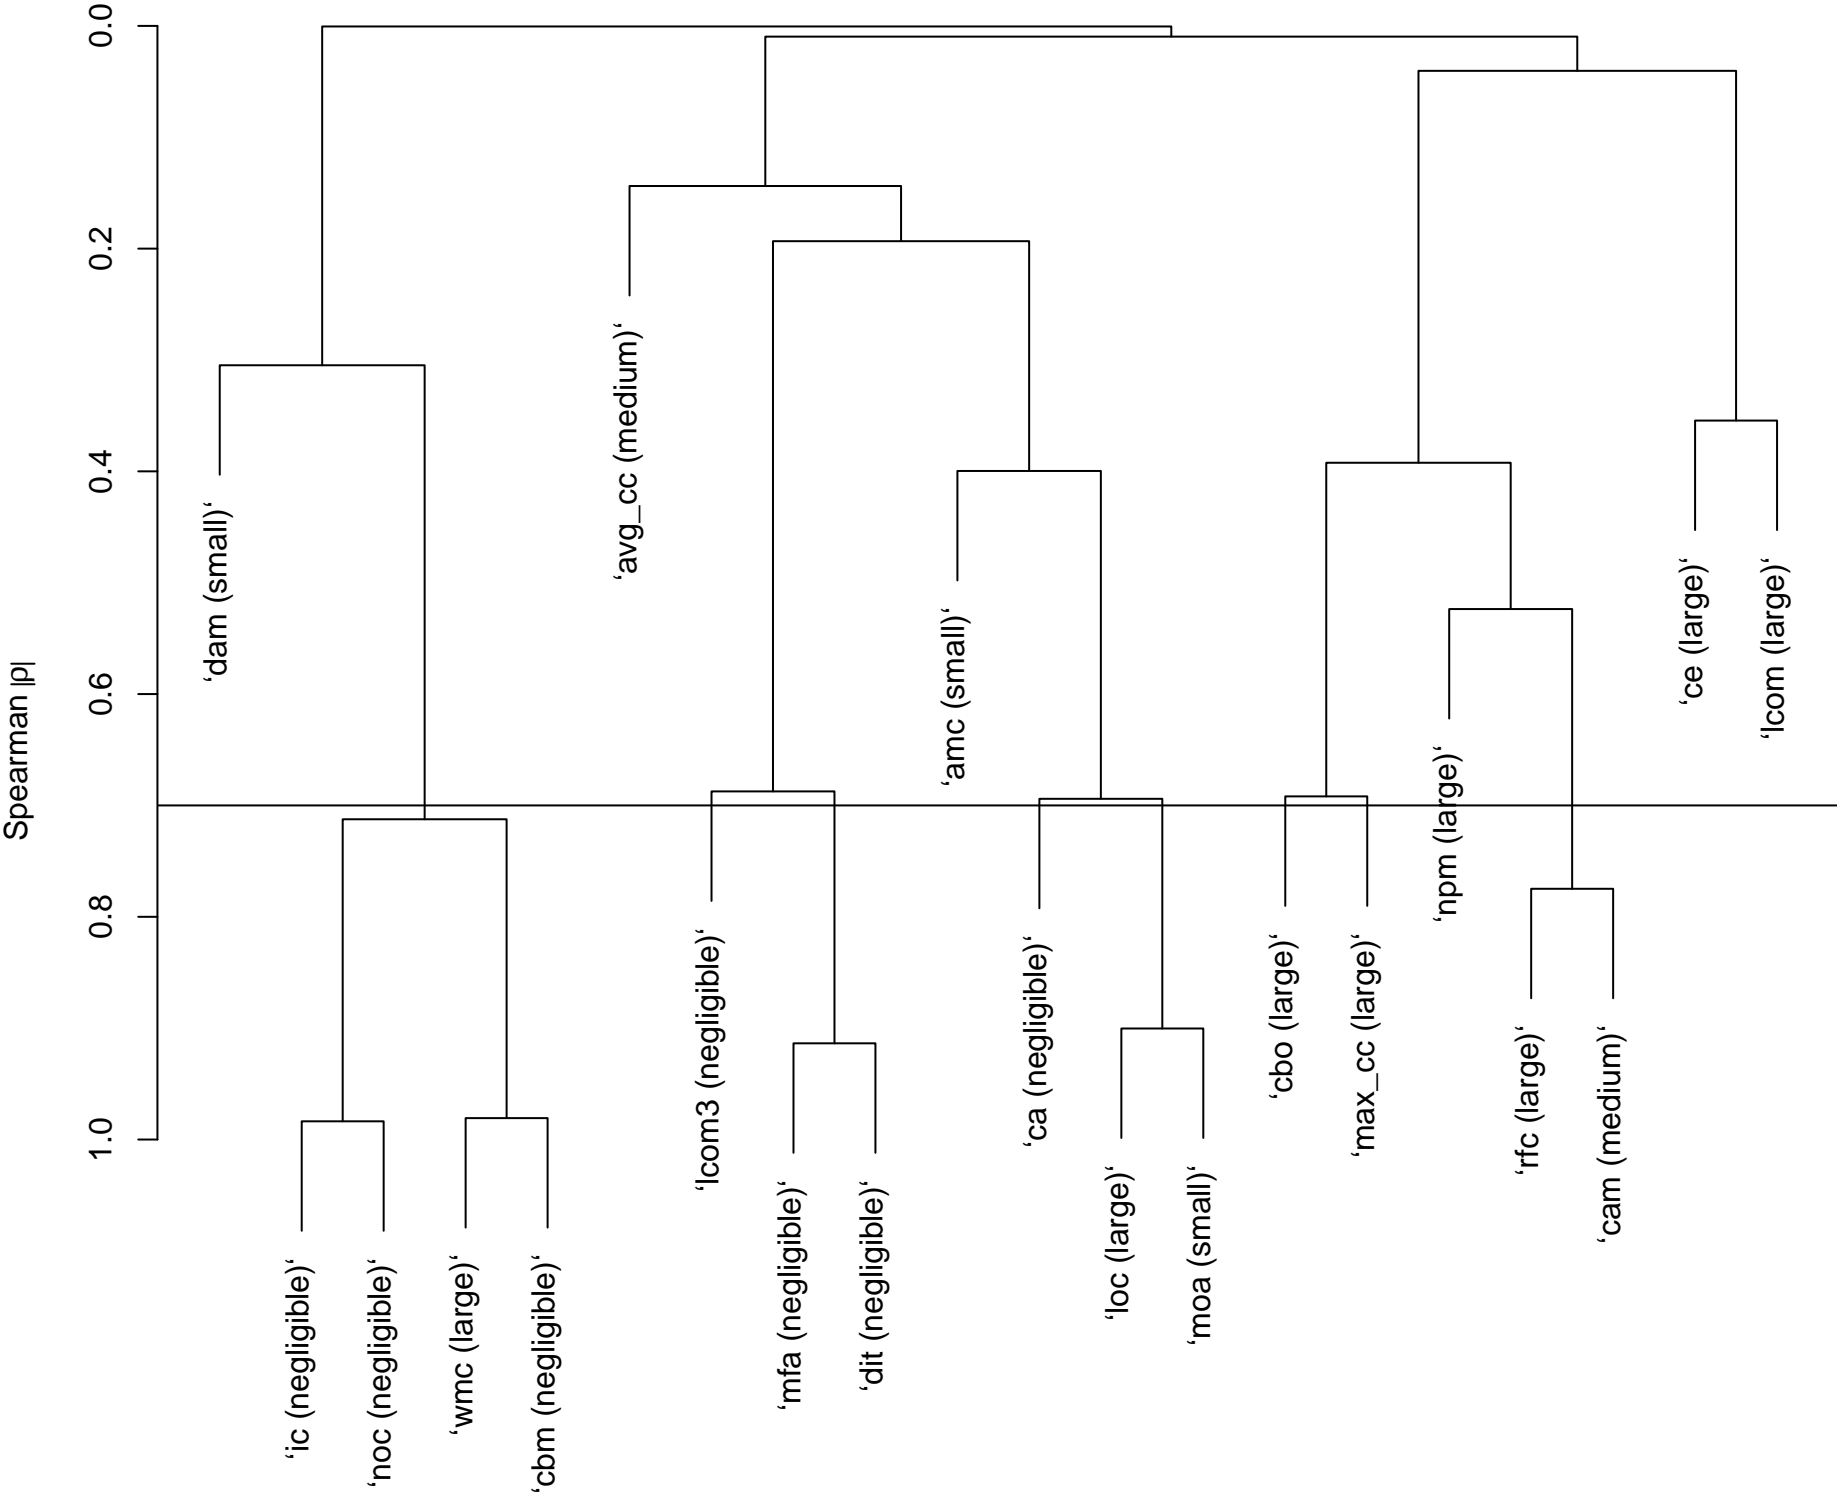 Spearman |ρ|
0.0
0.2
0.4
0.6
0.8
1.0
‘dam (small)‘
‘ic (negligible)‘
‘noc (negligible)‘
‘wmc (large)‘
‘cbm (negligible)‘
‘avg_cc (medium)‘
‘lcom3 (negligible)‘
‘mfa (negligible)‘
‘dit (negligible)‘
‘amc (small)‘
‘ca (negligible)‘
‘loc (large)‘
‘moa (small)‘
‘cbo (large)‘
‘max_cc (large)‘
‘npm (large)‘
‘rfc (large)‘
‘cam (medium)‘
‘ce (large)‘
‘lcom (large)‘